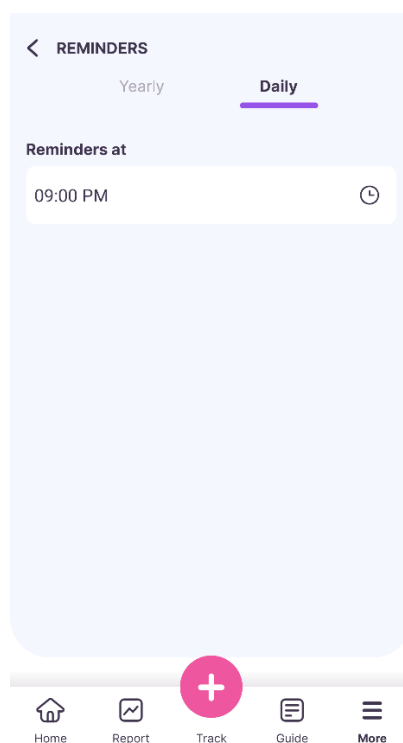 REMINDERS
Yearly Daily
Reminders at
09:00 PM
Home Report Track Guide More